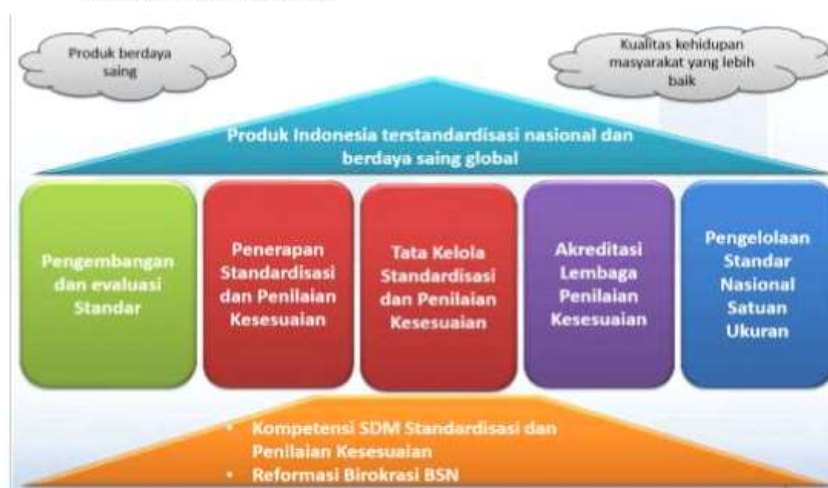 Produk berdaya
saing
Kualitas kehidupan
masyarakat yang lebih
baik
Produk Indonesia terstandardisasi nasional dan
berdaya saing global
Pengembangan
dan evaluasi
Standar
Penerapan
Standardisasi
dan Penilaian
Kesesuaian
Tata Kelola
Standardisasi
dan Penilaian
Kesesuaian
Akreditasi
Lembaga
Penilaian
Kesesuaian
Pengelolaan
Standar
Nasional
Satuan
Ukuran
• Kompetensi SDM Standardisasi dan
Penilaian Kesesuaian
• Reformasi Birokrasi BSN